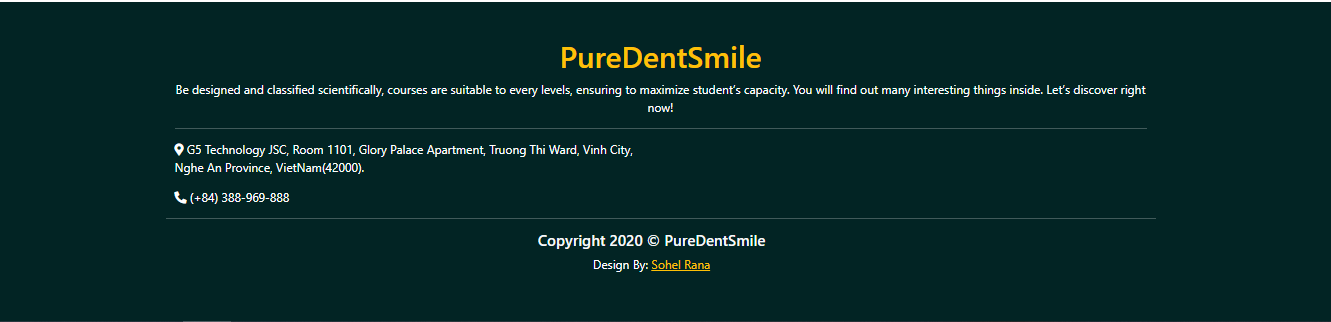 PureDentSmile
Be designed and classified scientifically, courses are suitable to every levels, ensuring to maximize student's capacity. You will find out many interesting things inside. Let's discover right
now!
G5 Technology JSC, Room 1101, Glory Palace Apartment, Truong Thi Ward, Vinh City,
Nghe An Province, VietNam(42000).
(+84) 388-969-888
Copyright 2020 © PureDentSmile
Design By: Sohel Rana